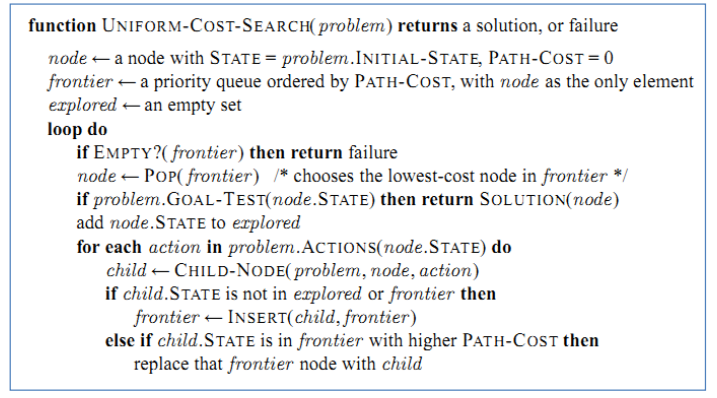 function UNIFORM-COST-SEARCH(problem) returns a solution, or failure
node ← a node with STATE = problem.INITIAL-STATE, PATH-COST = 0
frontier ← a priority queue ordered by PATH-COST, with node as the only element
explored ← an empty set
loop do
if EMPTY?(frontier) then return failure
node ← POP(frontier) /* chooses the lowest-cost node in frontier */
if problem.GOAL-TEST(node.STATE) then return SOLUTION(node)
add node.STATE to explored
for each action in problem.ACTIONS(node.STATE) do
child ← CHILD-NODE(problem, node, action)
if child.STATE is not in explored or frontier then
frontier ← INSERT(child, frontier)
else if child.STATE is in frontier with higher PATH-COST then
replace that frontier node with child